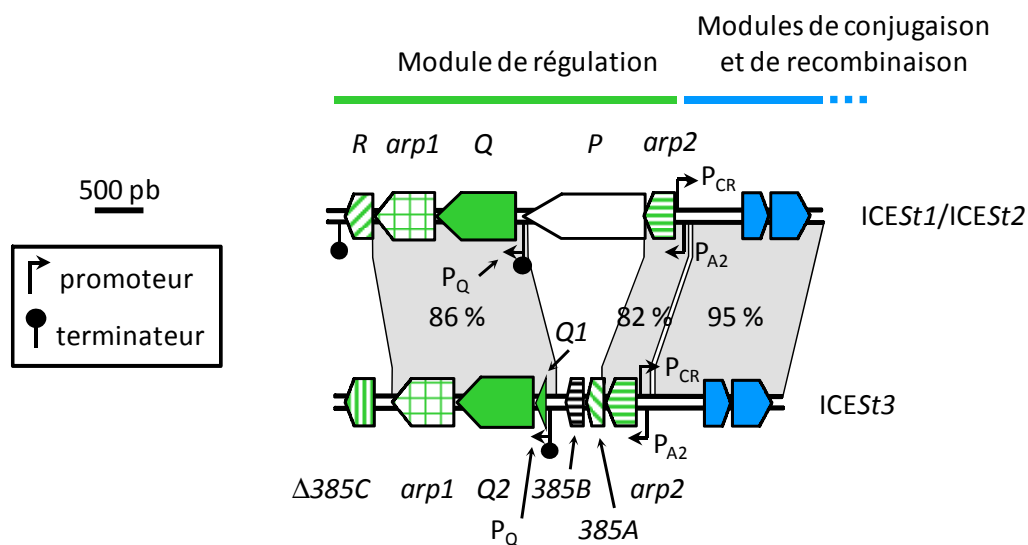 Modules de conjugaison
et de recombinaison
Module de régulation
R arp1 Q P arp2
500 pb
P_CR
ICESt1/ICESt2
promoteur
terminateur
P_Q
P_A2
86 %
82 %
95 %
Q1
P_CR
ICESt3
P_A2
Δ385C arp1 Q2 385B arp2
P_Q
385A